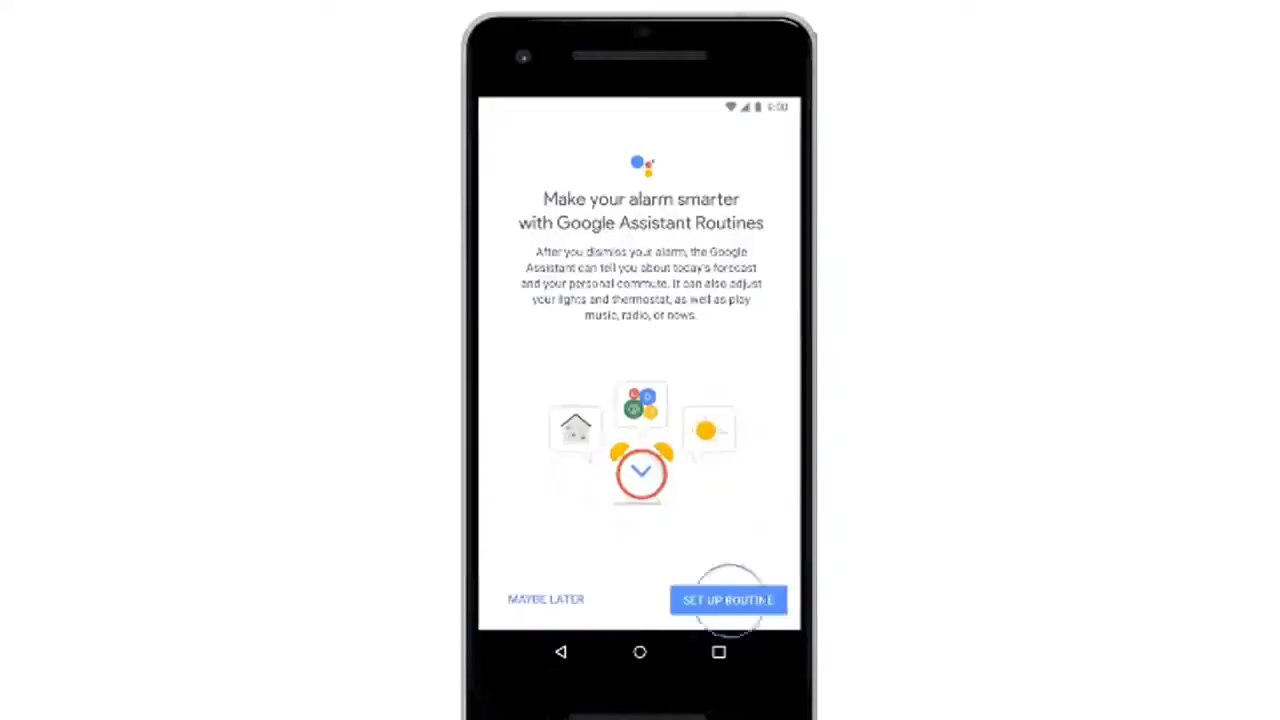 9:00
Make your alarm smarter
with Google Assistant Routines
After you dismiss your alarm, the Google
Assistant can tell you about today's forecast
and your personal commute. It can also adjust
your lights and thermostat, as well as play
music, radio, or news.
MAYBE LATER
SET UP ROUTINE